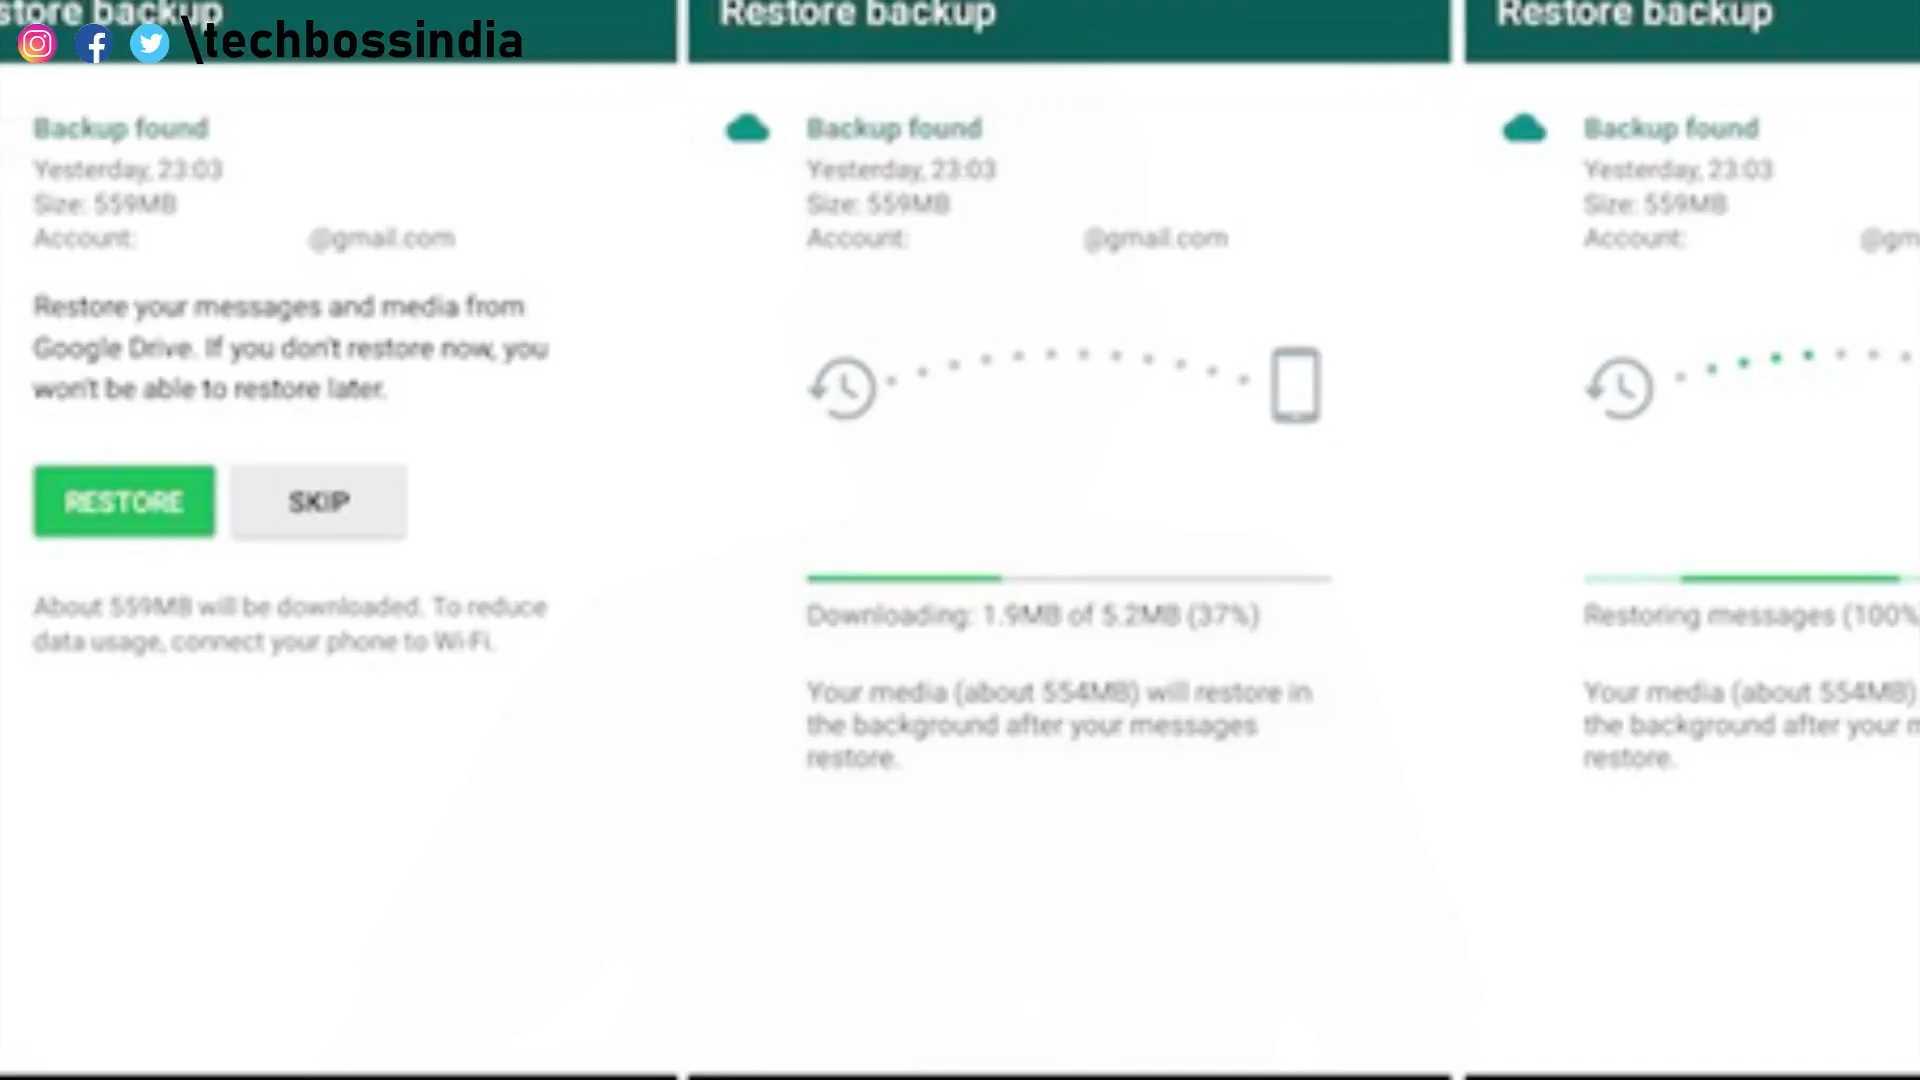 store backup
\techbossindia
Backup found
Yesterday, 23:03
Size: 559MB
Account: @gmail.com
Restore your messages and media from
Google Drive. If you don't restore now, you
won't be able to restore later.
RESTORE SKIP
About 559MB will be downloaded. To reduce
data usage, connect your phone to Wi-Fi.
Restore backup
Backup found
Yesterday, 23:03
Size: 559MB
Account: @gmail.com
Downloading: 1.9MB of 5.2MB (37%)
Your media (about 554MB) will restore in
the background after your messages
restore.
Restore backup
Backup found
Yesterday, 23:03
Size: 559MB
Account: @gm
Restoring messages (100%
Your media (about 554MB)
the background after your m
restore.